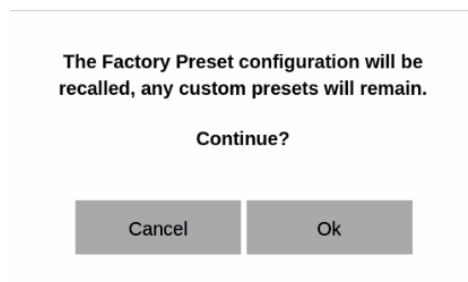 The Factory Preset configuration will be
recalled, any custom presets will remain.
Continue?
Cancel Ok